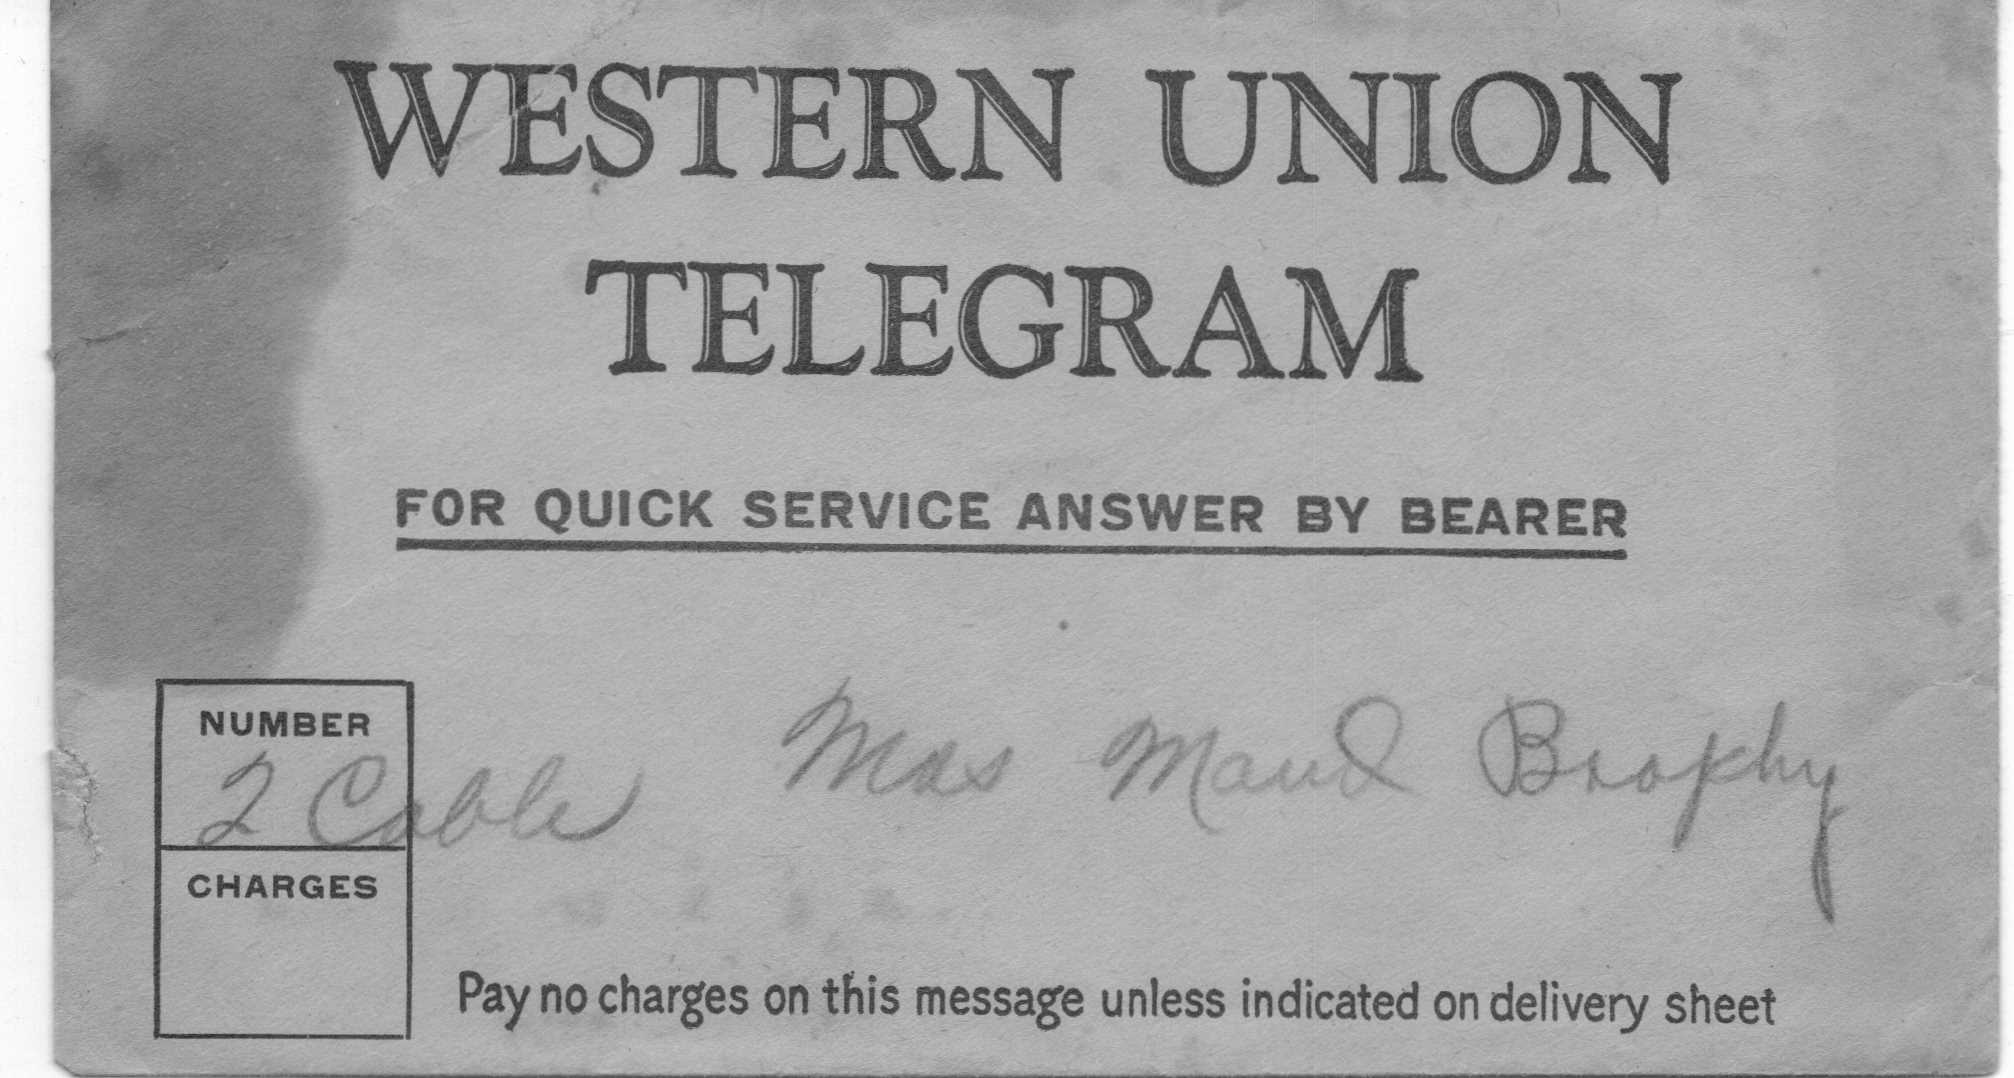 WESTERN UNION
TELEGRAM
FOR QUICK SERVICE ANSWER BY BEARER
NUMBER
2 Cable Mrs Maud Brophy
CHARGES
Pay no charges on this message unless indicated on delivery sheet